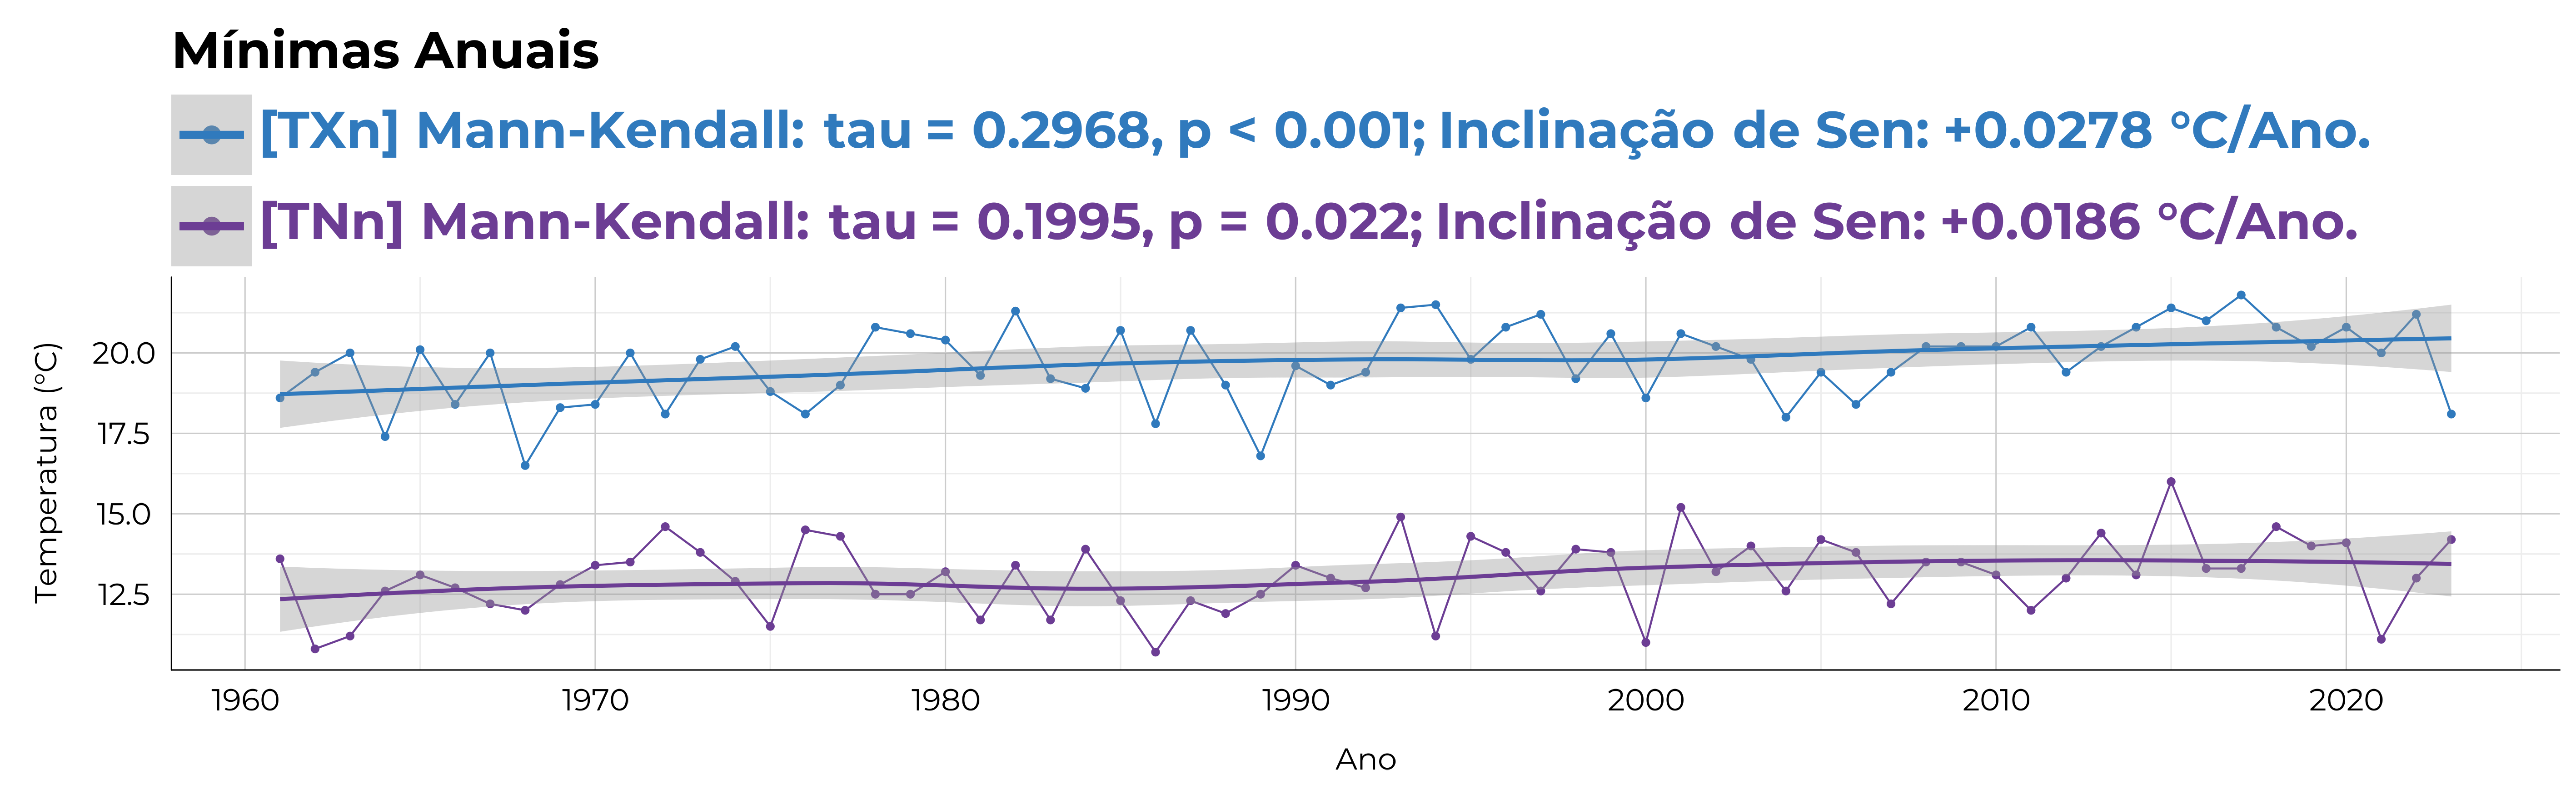 Mínimas Anuais
[TXn] Mann-Kendall: tau = 0.2968, p < 0.001; Inclinação de Sen: +0.0278 °C/Ano.
[TNn] Mann-Kendall: tau = 0.1995, p = 0.022; Inclinação de Sen: +0.0186 °C/Ano.
Temperatura (°C)
20.0
17.5
15.0
12.5
1960 1970 1980 1990 2000 2010 2020
Ano